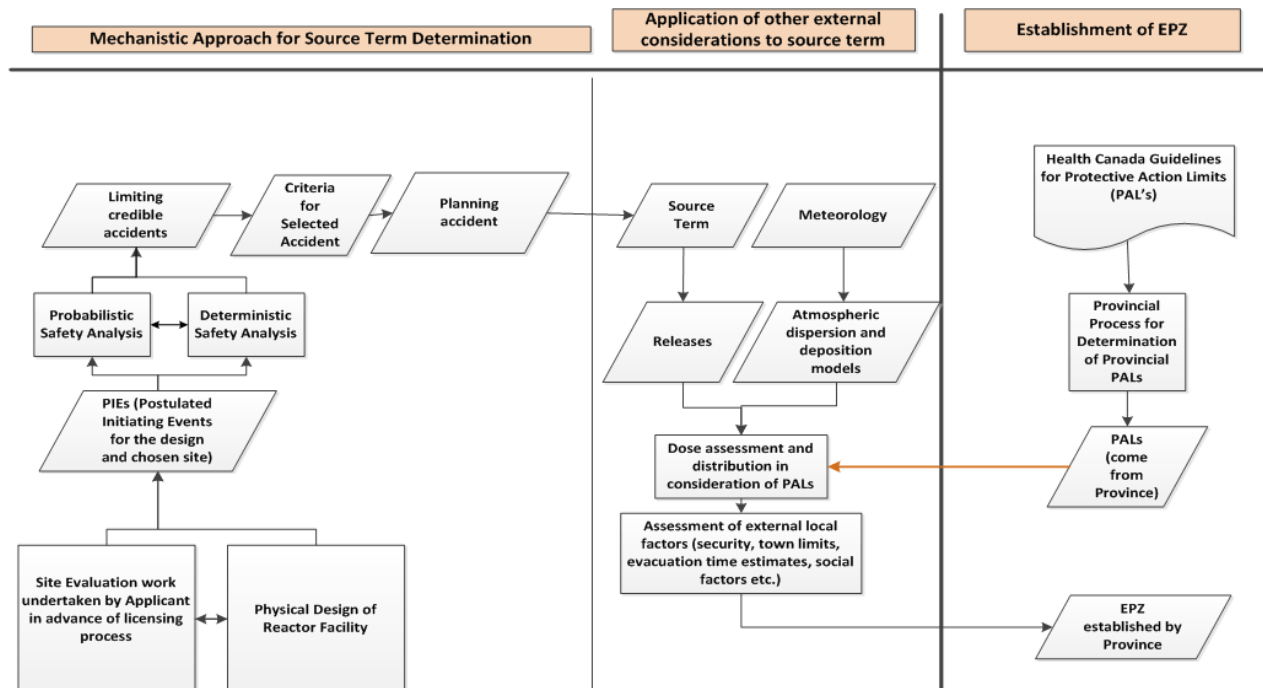 Mechanistic Approach for Source Term Determination
Application of other external
considerations to source term
Establishment of EPZ
Limiting
credible
accidents
Criteria
for
Selected
Accident
Planning
accident
Source
Term
Meteorology
Health Canada Guidelines
for Protective Action Limits
(PAL's)
Probabilistic
Safety Analysis
Deterministic
Safety Analysis
Releases
Atmospheric
dispersion and
deposition
models
Provincial
Process for
Determination
of Provincial
PALs
PIEs (Postulated
Initiating Events
for the design
and chosen site)
Dose assessment and
distribution in
consideration of PALs
PALs
(come
from
Province)
Site Evaluation work
undertaken by Applicant
in advance of licensing
process
Physical Design of
Reactor Facility
Assessment of external local
factors (security, town limits,
evacuation time estimates, social
factors etc.)
EPZ
established by
Province